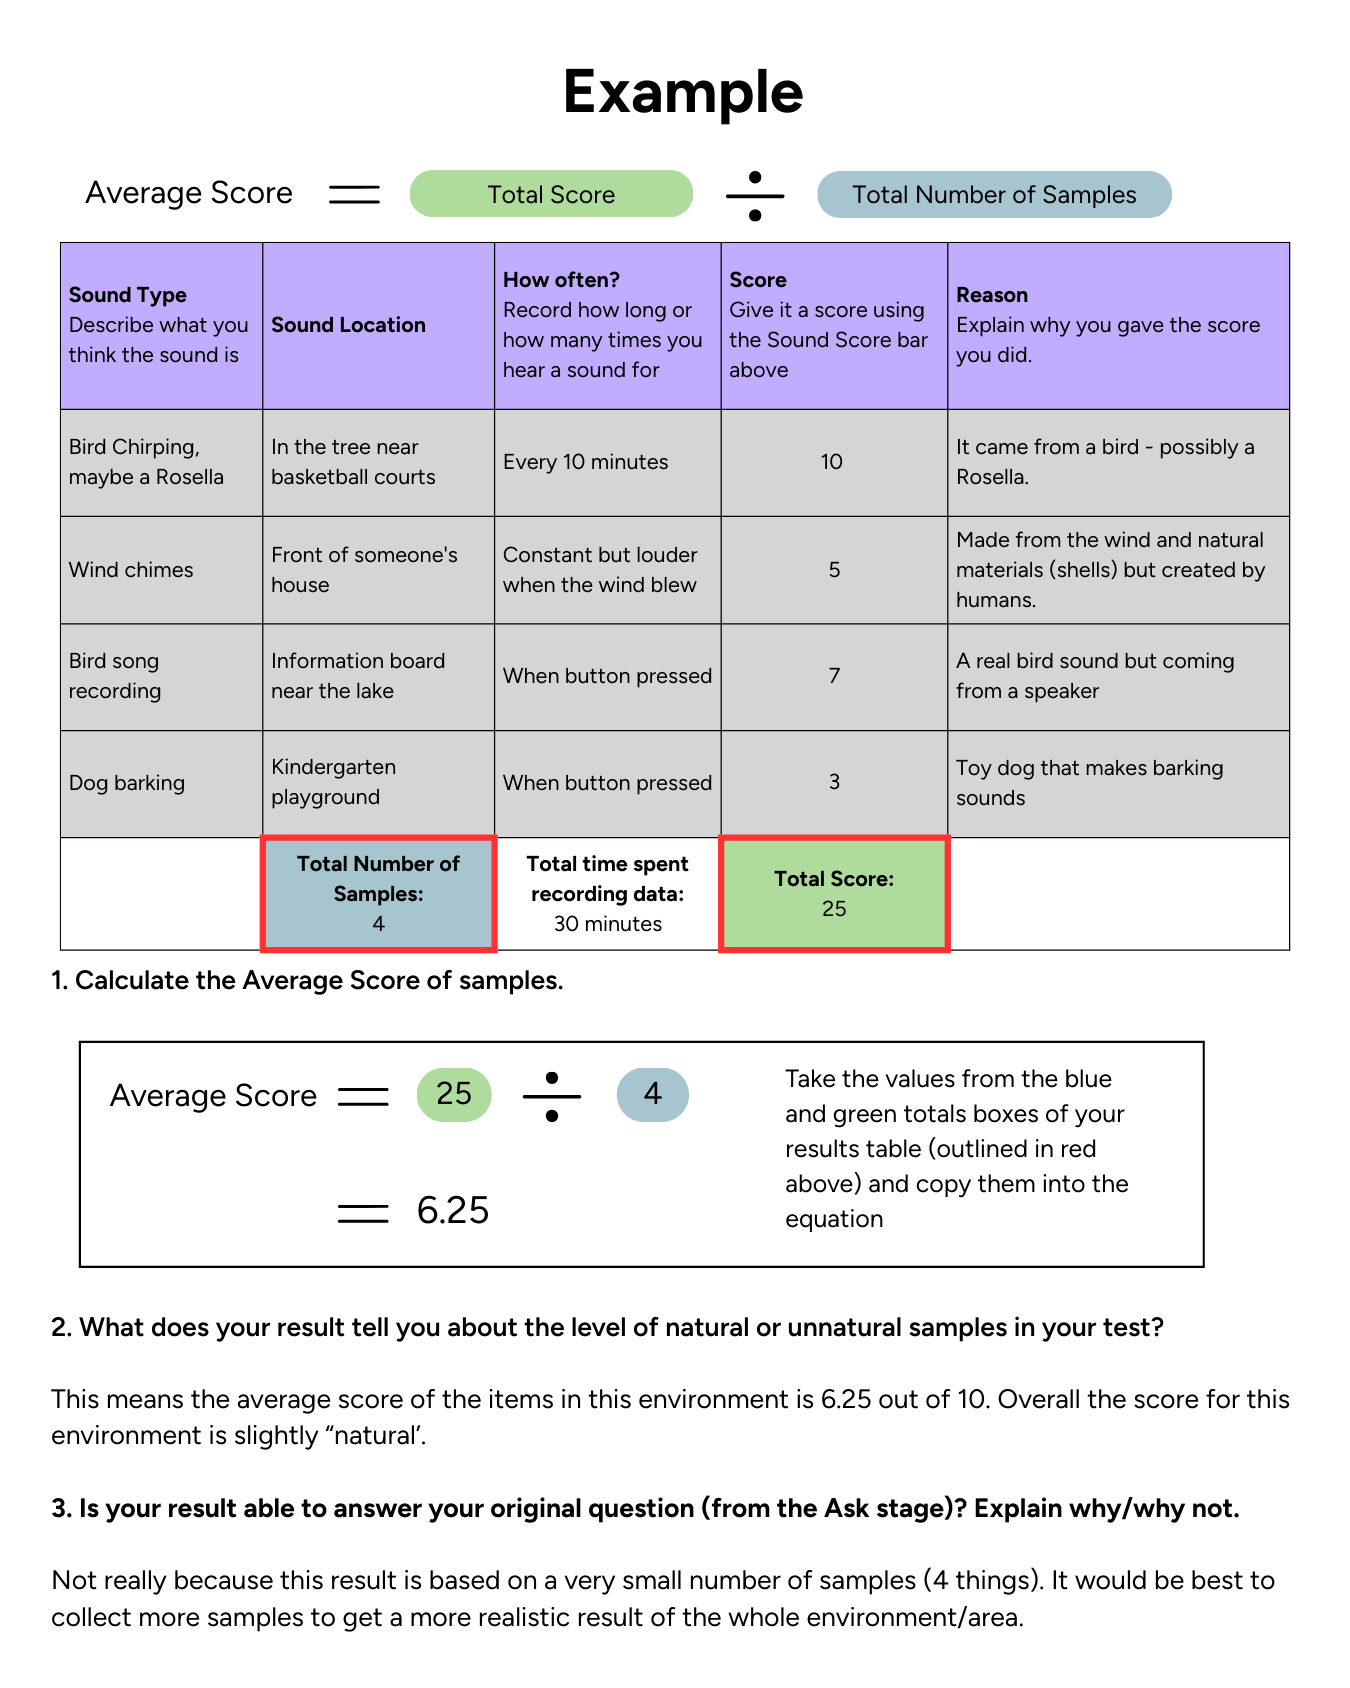 Example
Average Score = Total Score ÷ Total Number of Samples
Sound Type
Describe what you
think the sound is
Sound Location
How often?
Record how long or
how many times you
hear a sound for
Score
Give it a score using
the Sound Score bar
above
Reason
Explain why you gave the score
you did.
Bird Chirping,
maybe a Rosella
In the tree near
basketball courts
Every 10 minutes
10
It came from a bird - possibly a
Rosella.
Wind chimes
Front of someone's
house
Constant but louder
when the wind blew
5
Made from the wind and natural
materials (shells) but created by
humans.
Bird song
recording
Information board
near the lake
When button pressed
7
A real bird sound but coming
from a speaker
Dog barking
Kindergarten
playground
When button pressed
3
Toy dog that makes barking
sounds
Total Number of
Samples:
4
Total time spent
recording data:
30 minutes
Total Score:
25
1. Calculate the Average Score of samples.
Average Score = 25 ÷ 4
= 6.25
Take the values from the blue
and green totals boxes of your
results table (outlined in red
above) and copy them into the
equation
2. What does your result tell you about the level of natural or unnatural samples in your test?
This means the average score of the items in this environment is 6.25 out of 10. Overall the score for this
environment is slightly “natural’.
3. Is your result able to answer your original question (from the Ask stage)? Explain why/why not.
Not really because this result is based on a very small number of samples (4 things). It would be best to
collect more samples to get a more realistic result of the whole environment/area.